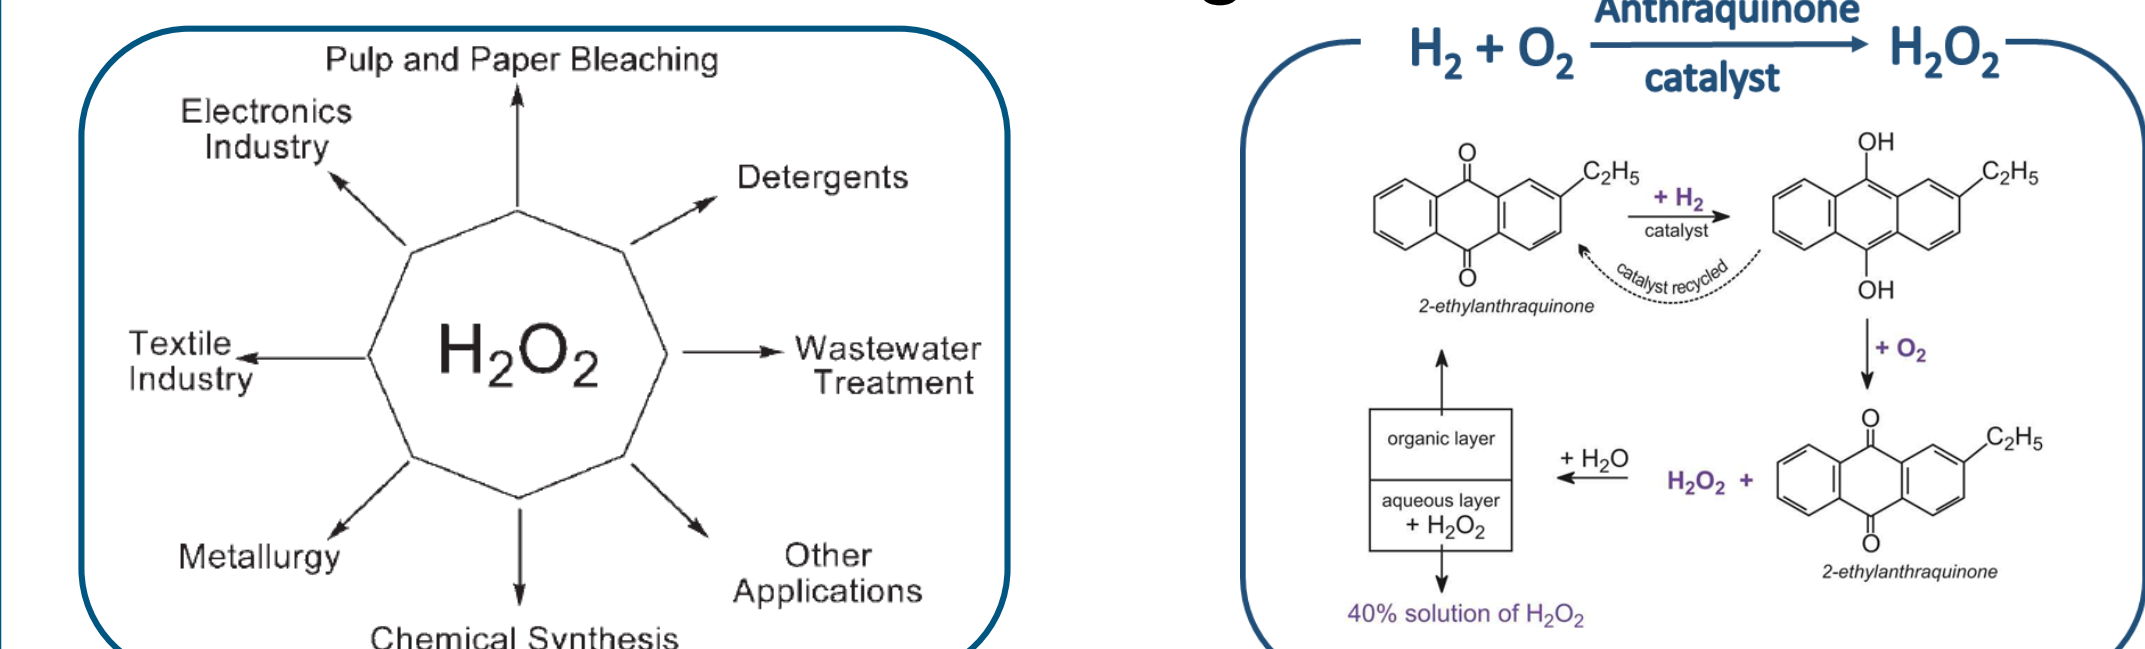 Pulp and Paper Bleaching
Electronics
Industry
Detergents
Textile
Industry
H₂O₂
Wastewater
Treatment
Metallurgy
Other
Applications
Chemical Synthesis
Anthraquinone
H₂ + O₂
catalyst
H₂O₂
O
C₂H₅
O
2-ethylanthraquinone
+ H₂
catalyst
catalyst recycled
OH
C₂H₅
OH
+ O₂
organic layer
aqueous layer
+ H₂O₂
40% solution of H₂O₂
+ H₂O
H₂O₂ +
O
C₂H₅
O
2-ethylanthraquinone